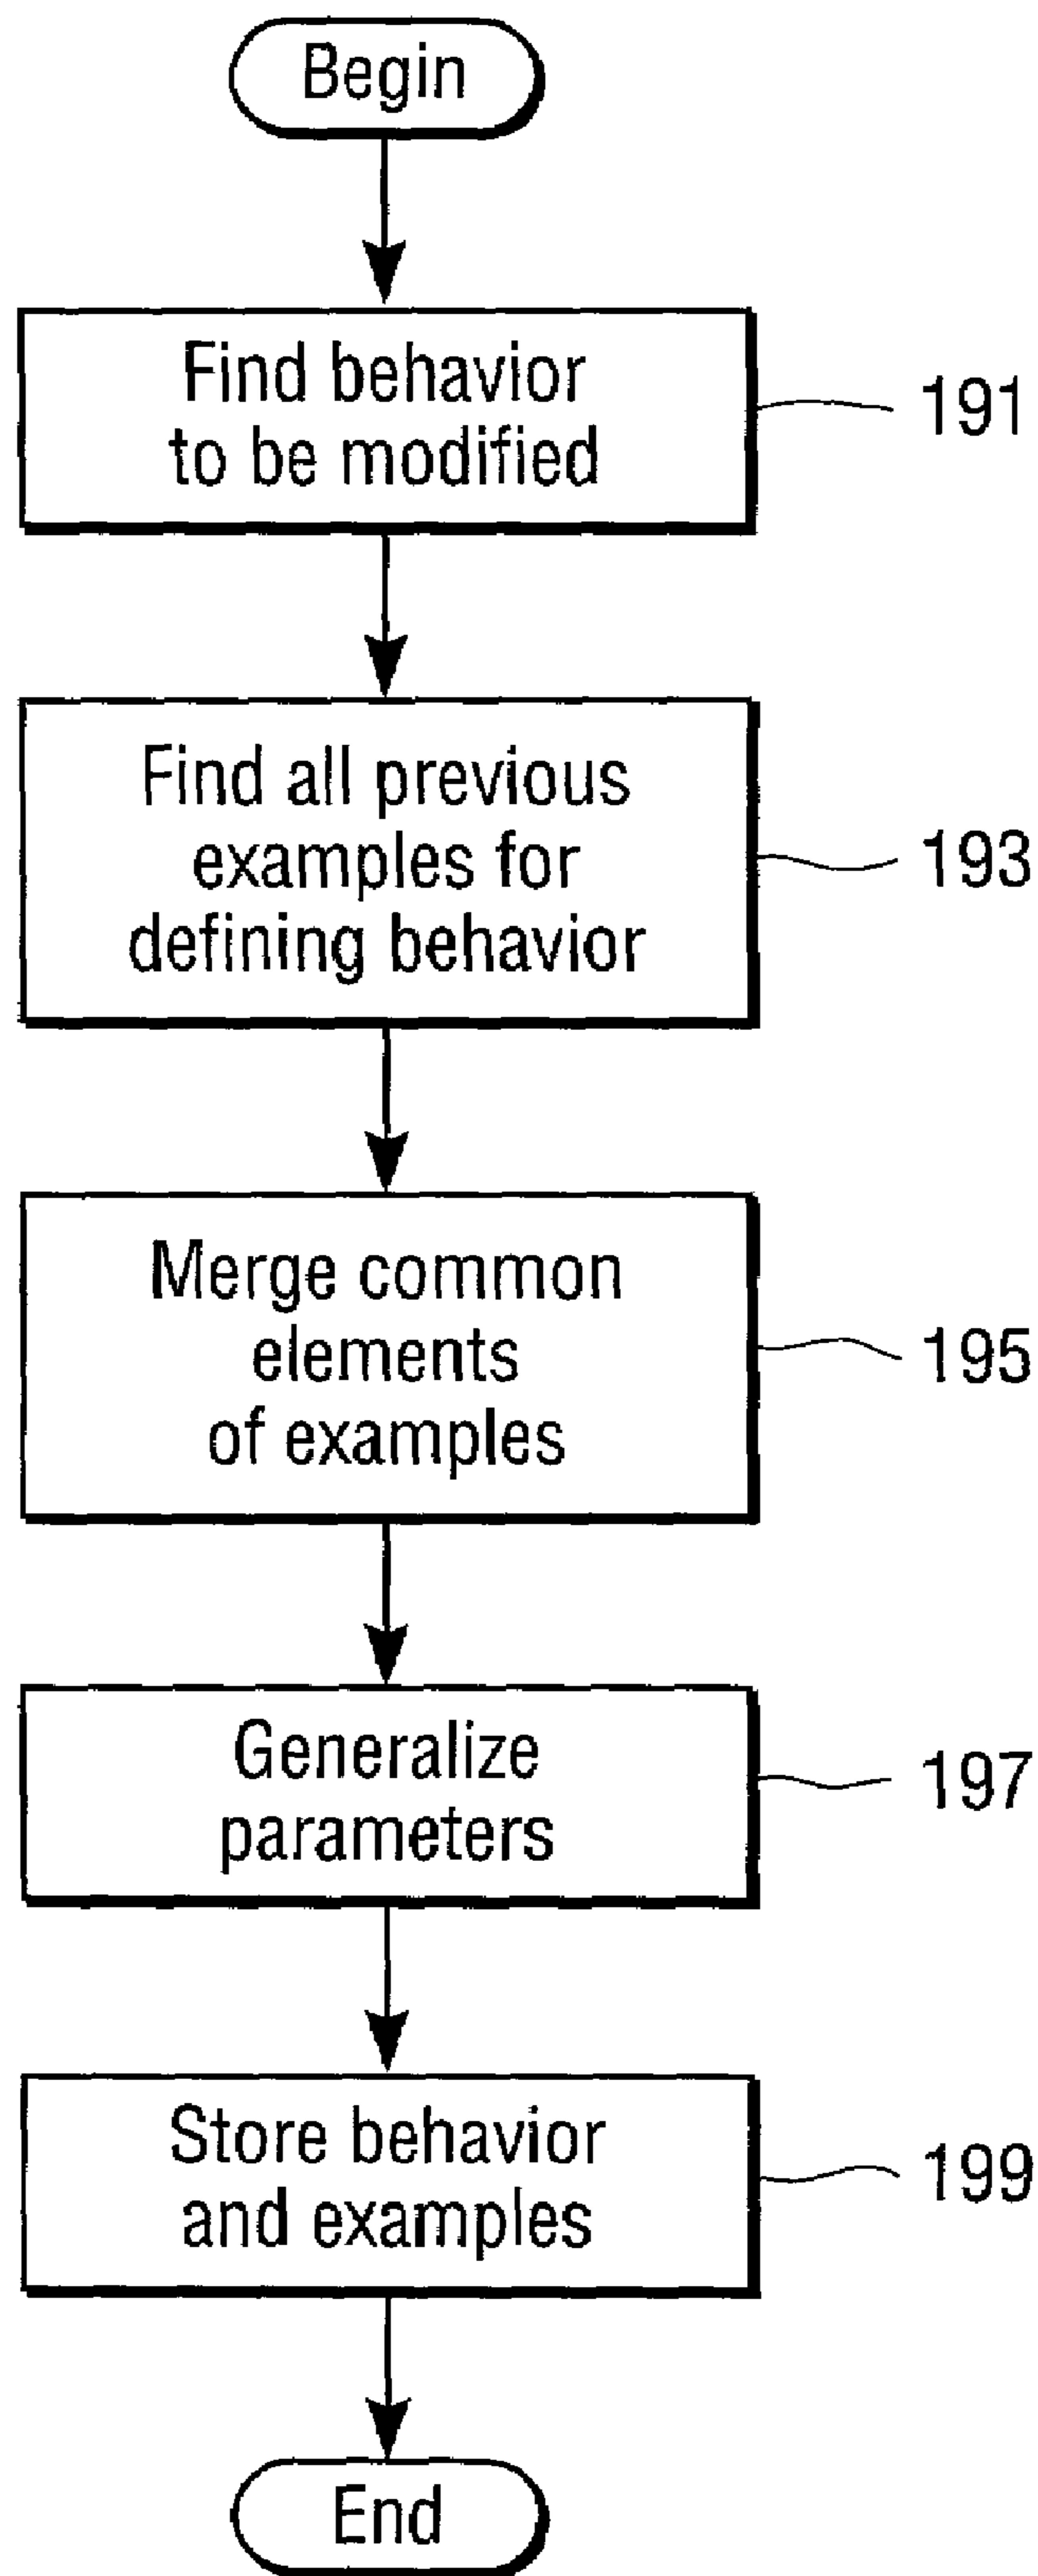 Begin
Find behavior
to be modified
191
Find all previous
examples for
defining behavior
193
Merge common
elements
of examples
195
Generalize
parameters
197
Store behavior
and examples
199
End